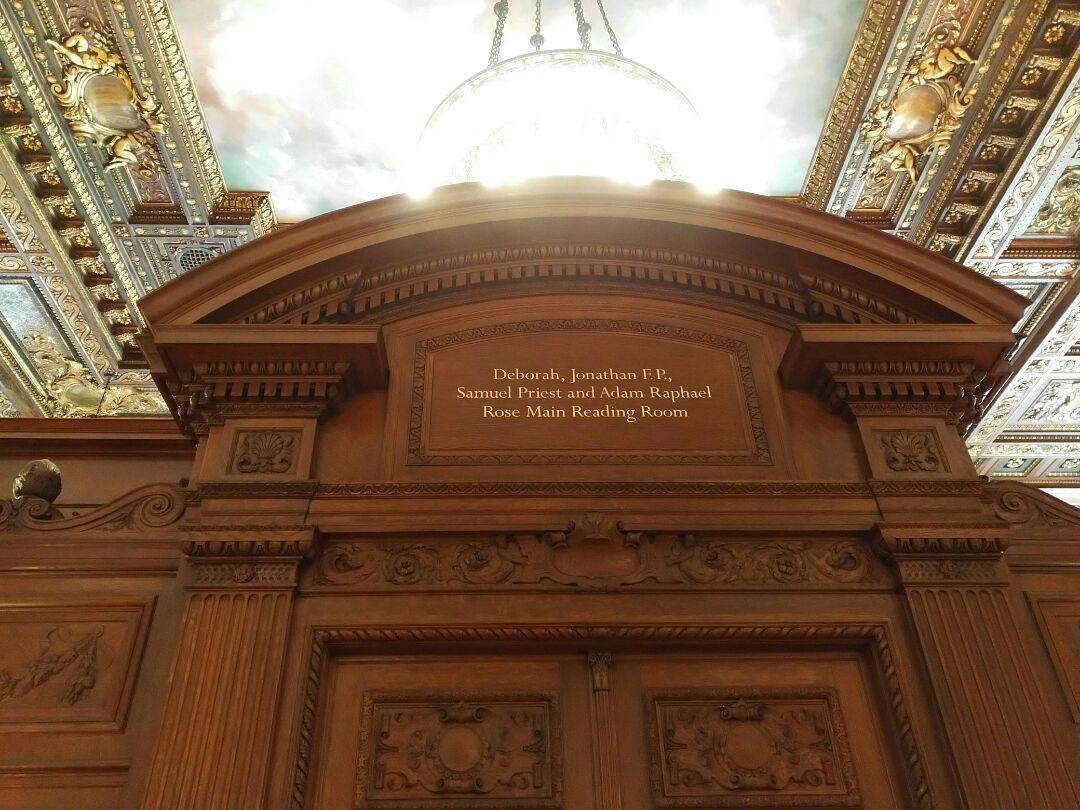 Deborah, Jonathan F. P.,
Samuel Priest and Adam Raphael
Rose Main Reading Room